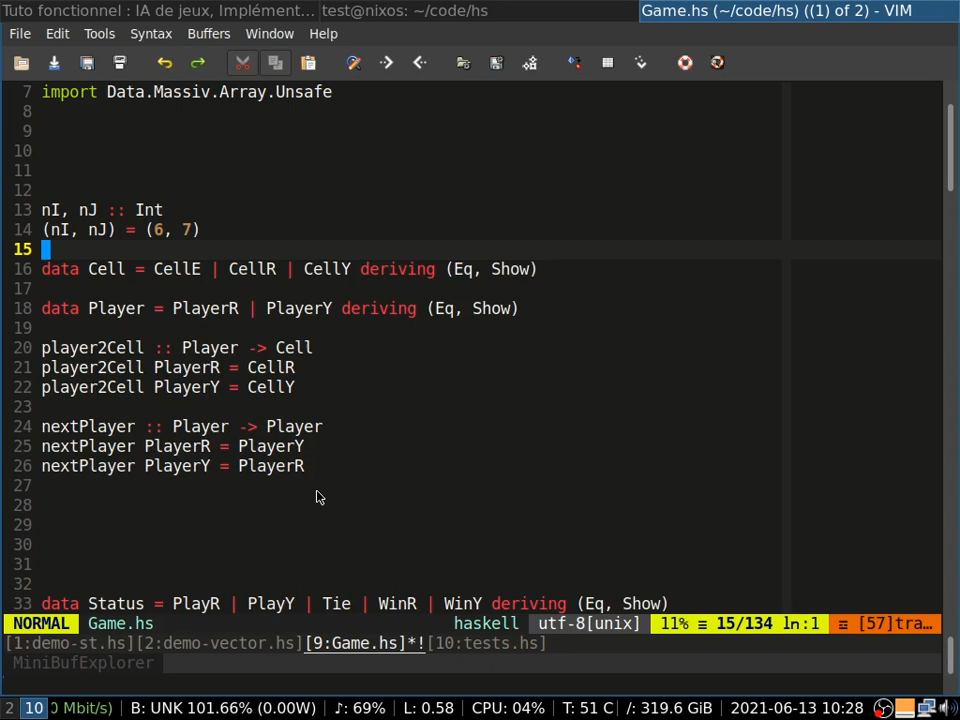 Tuto fonctionnel : IA de jeux, Implément... test@nixos: ~/code/hs Game.hs (~/code/hs) ((1) of 2) - VIM
File Edit Tools Syntax Buffers Window Help
7 import Data.Massiv.Array.Unsafe
8
9
10
11
12
13 nI, nJ :: Int
14 (nI, nJ) = (6, 7)
15
16 data Cell = CellE | CellR | CellY deriving (Eq, Show)
17
18 data Player = PlayerR | PlayerY deriving (Eq, Show)
19
20 player2Cell :: Player -> Cell
21 player2Cell PlayerR = CellR
22 player2Cell PlayerY = CellY
23
24 nextPlayer :: Player -> Player
25 nextPlayer PlayerR = PlayerY
26 nextPlayer PlayerY = PlayerR
27
28
29
30
31
32
33 data Status = PlayR | PlayY | Tie | WinR | WinY deriving (Eq, Show)
NORMAL Game.hs haskell utf-8[unix] 11% ≡ 15/134 ln:1 ≡ [57]tra…
[1:demo-st.hs][2:demo-vector.hs][9:Game.hs]*![10:tests.hs]
MiniBufExplorer
2 10 0 Mbit/s) B: UNK 101.66% (0.00W) ♪: 69% L: 0.58 CPU: 04% T: 51 C /: 319.6 GiB 2021-06-13 10:28